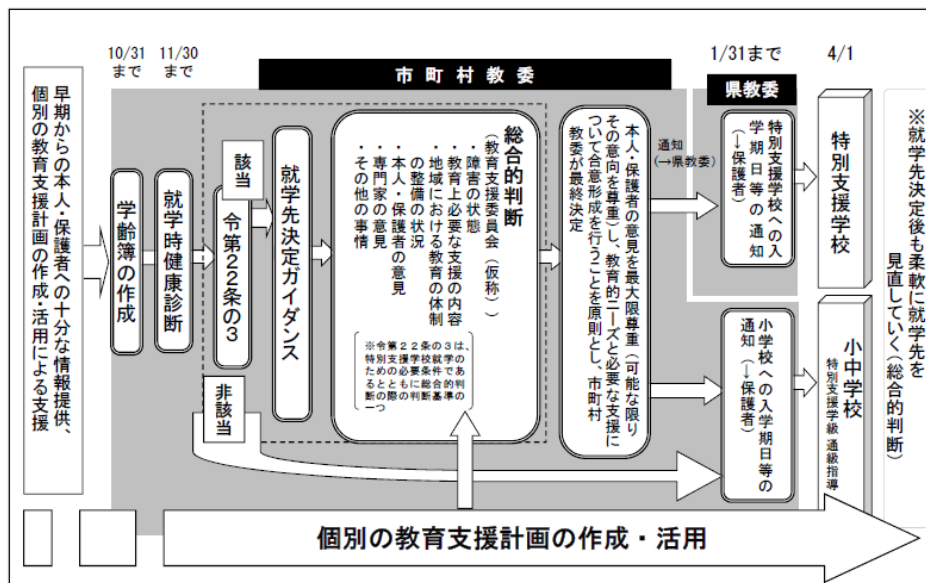 早期からの本人・保護者への十分な情報提供、
個別の教育支援計画の作成・活用による支援
10/31
まで
11/30
まで
市町村教委
学齢簿の作成
就学時健康診断
該当
令第22条の3
非該当
就学先決定ガイダンス
総合的判断
（教育支援委員会（仮称））
・障害の状態
・教育上必要な支援の内容
・地域における教育の体制
の整備の状況
・本人・保護者の意見
・専門家の意見
・その他の事情
※令第22条の3は、
特別支援学校就学の
ための必要条件であ
るとともに総合的判
断の際の判断基準の
一つ
本人・保護者の意見を最大限尊重（可能な限り
その意向を尊重）し、教育的ニーズと必要な支援に
ついて合意形成を行うことを原則とし、市町村
教委が最終決定
通知
（→県教委）
1/31まで
県教委
特別支援学校への入
学期日等の通知
（→保護者）
小学校への入学期日等の
通知（→保護者）
4/1
特別支援学校
小中学校
特別支援学級 通級指導
※就学先決定後も柔軟に就学先を
見直していく（総合的判断）
個別の教育支援計画の作成・活用